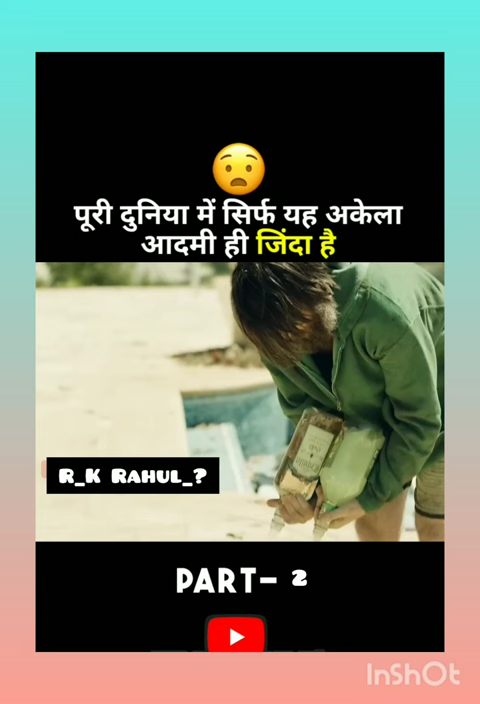 पूरी दुनिया में सिर्फ यह अकेला
आदमी ही जिंदा है
R_K RAHUL_?
PART- 2
InShOt